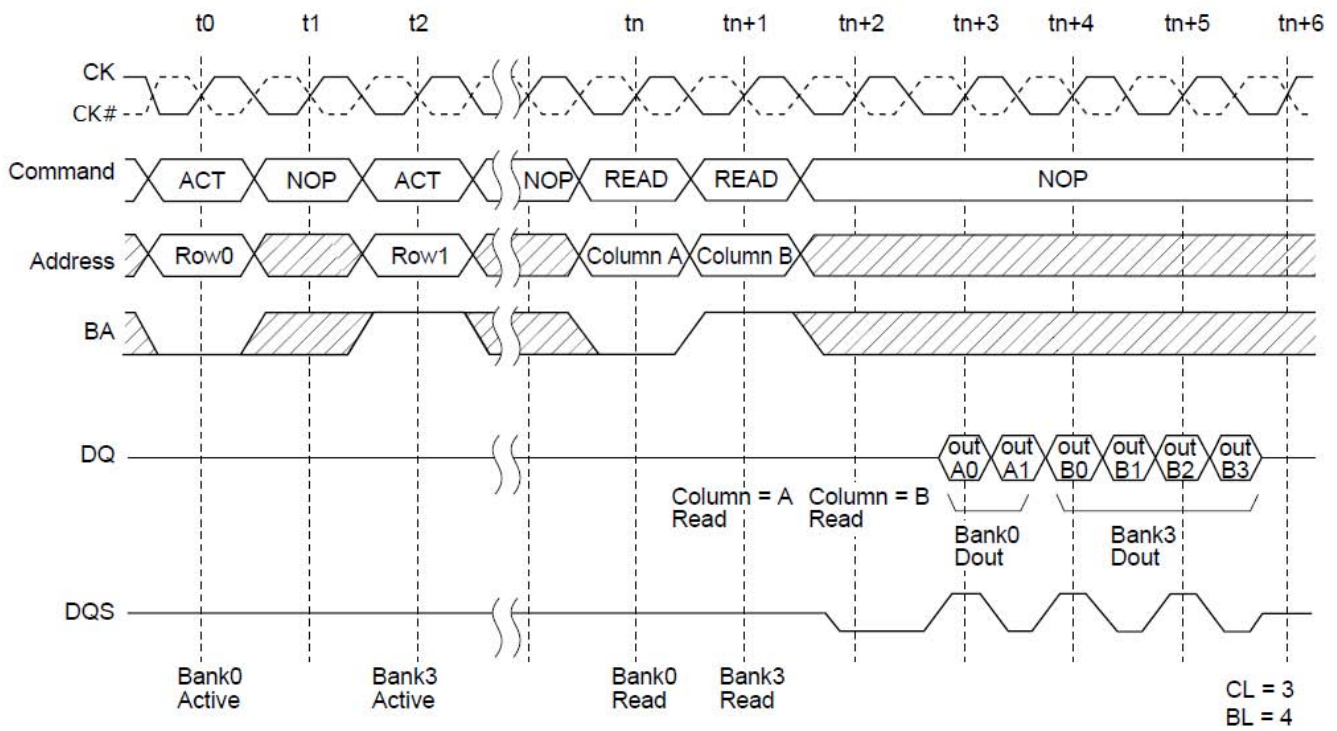 t0 t1 t2 tn tn+1 tn+2 tn+3 tn+4 tn+5 tn+6
CK
CK#
Command ACT NOP ACT NOP READ READ NOP
Address Row0 Row1 Column A Column B
BA
DQ out A0 out A1 out B0 out B1 out B2 out B3
Column = A Column = B
Read Read
Bank0 Bank3
Dout Dout
DQS
Bank0 Bank3 Bank0 Bank3
Active Active Read Read
CL = 3
BL = 4